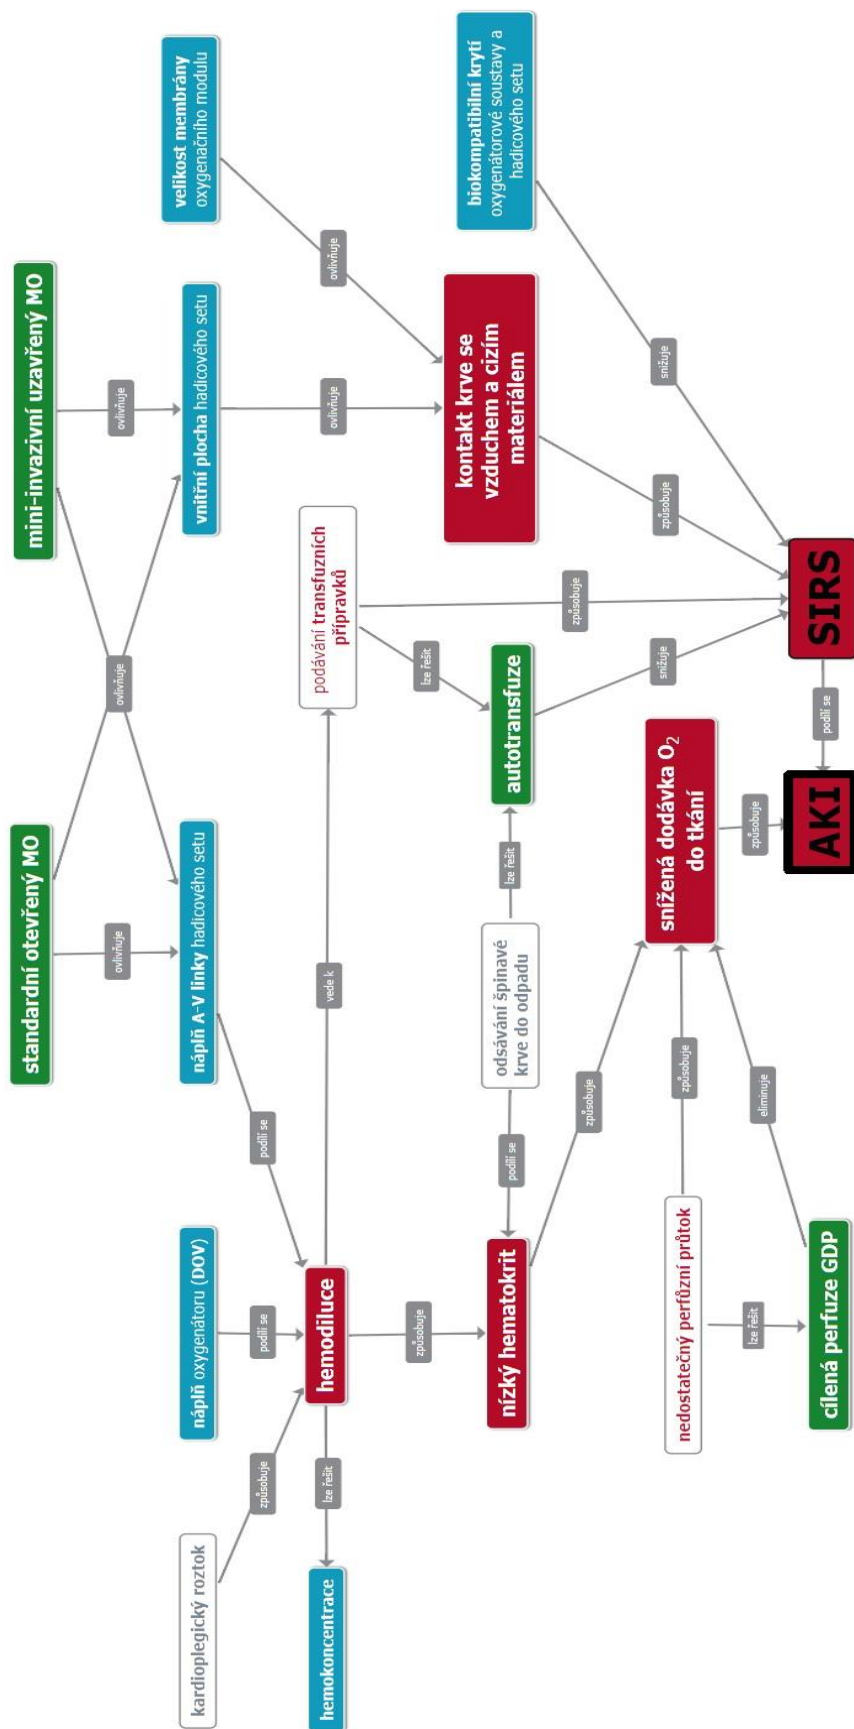 standardní otevřený MO
mini-invazivní uzavřený MO
ovlivňuje
ovlivňuje
ovlivňuje
kardioplegický roztok
náplň oxygenátoru (DOV)
náplň A-V linky hadicového setu
vnitřní plocha hadicového setu
velikost membrány
oxygenačního modulu
způsobuje
podílí se
podílí se
ovlivňuje
ovlivňuje
hemokoncentrace
lze řešit
hemodiluce
vede k
podávání transfuzních
přípravků
způsobuje
lze řešit
kontakt krve se
vzduchem a cizím
materiálem
biokompatibilní krytí
oxygenátorové soustavy a
hadicového setu
nízký hematokrit
podílí se
odsávání špinavé
krve do odpadu
lze řešit
autotransfuze
způsobuje
způsobuje
snižuje
způsobuje
snižuje
nedostatečný perfúzní průtok
způsobuje
snížená dodávka O₂
do tkání
lze řešit
eliminuje
způsobuje
cílená perfuze GDP
AKI
podílí se
SIRS